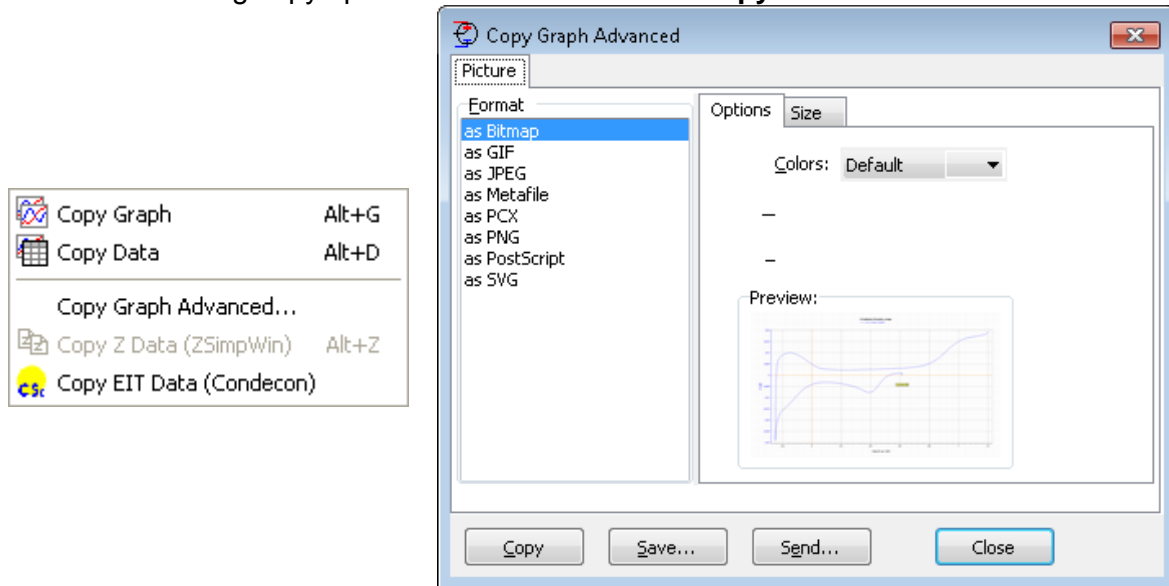 Copy Graph Alt+G
Copy Data Alt+D
Copy Graph Advanced...
Copy Z Data (ZSimpWin) Alt+Z
CSc Copy EIT Data (Condecon)
Copy Graph Advanced
Picture
Format
as Bitmap
as GIF
as JPEG
as Metafile
as PCX
as PNG
as PostScript
as SVG
Options Size
Colors: Default
Preview:
Copy Save... Send... Close